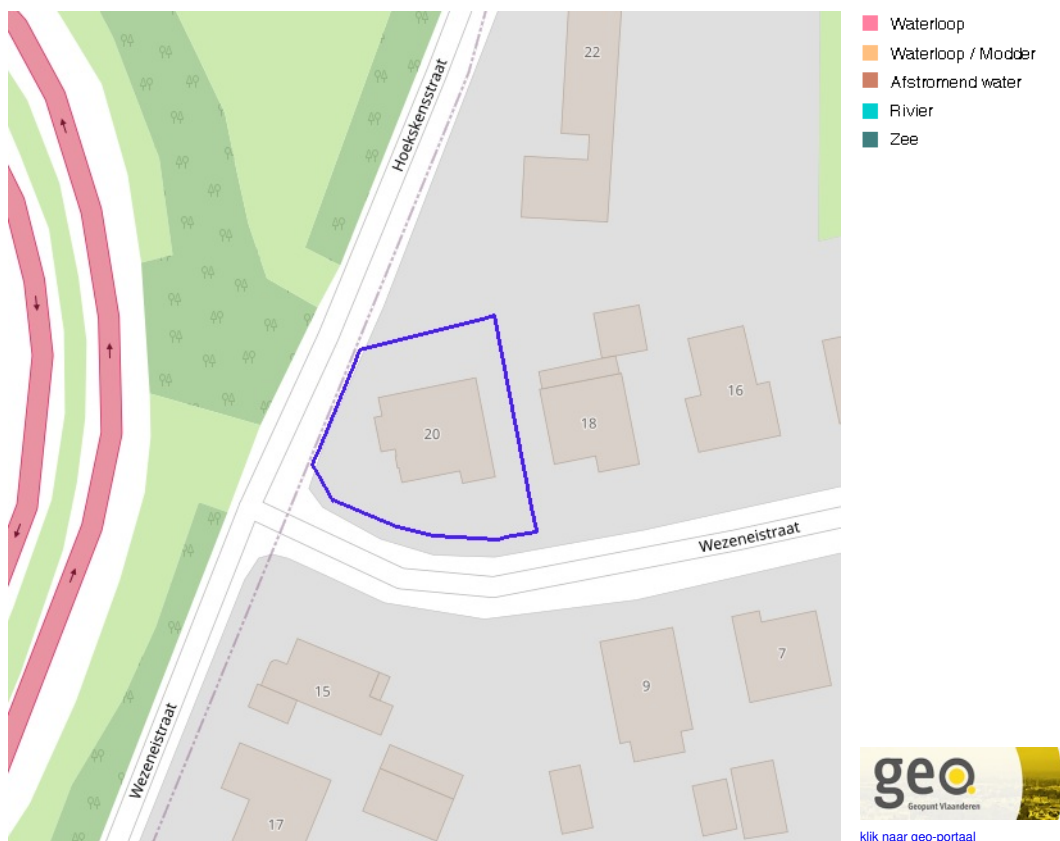 Waterloop
Waterloop / Modder
Afstromend water
Rivier
Zee
22
Hoekskensstraat
20
18
16
Wezeneistraat
15
9
7
Wezeneistraat
17
geo
Geopunt Vlaanderen
klik naar geo-portaal